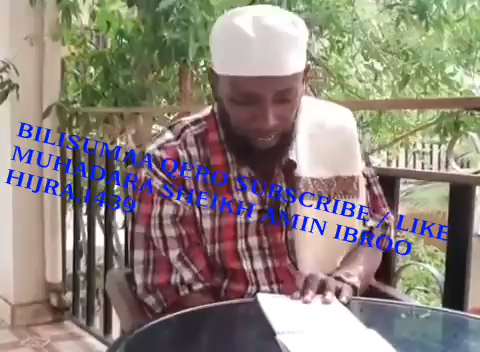 BILISUMAA QERO SUBSCRIBE / LIKE
MUHADARA SHEIKH AMIN IBROO
HIJRA,1439